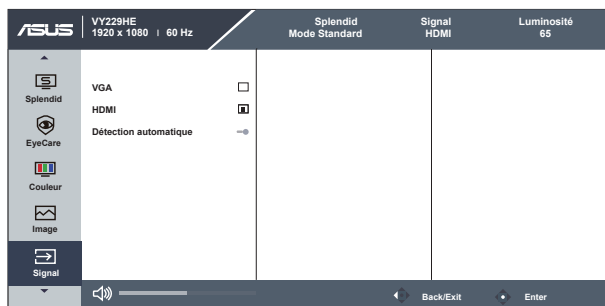 ASUS
VY229HE
1920 x 1080 | 60 Hz
Splendid
Mode Standard
Signal
HDMI
Luminosité
65
Splendid
EyeCare
Couleur
Image
Signal
VGA
HDMI
Détection automatique
Back/Exit
Enter